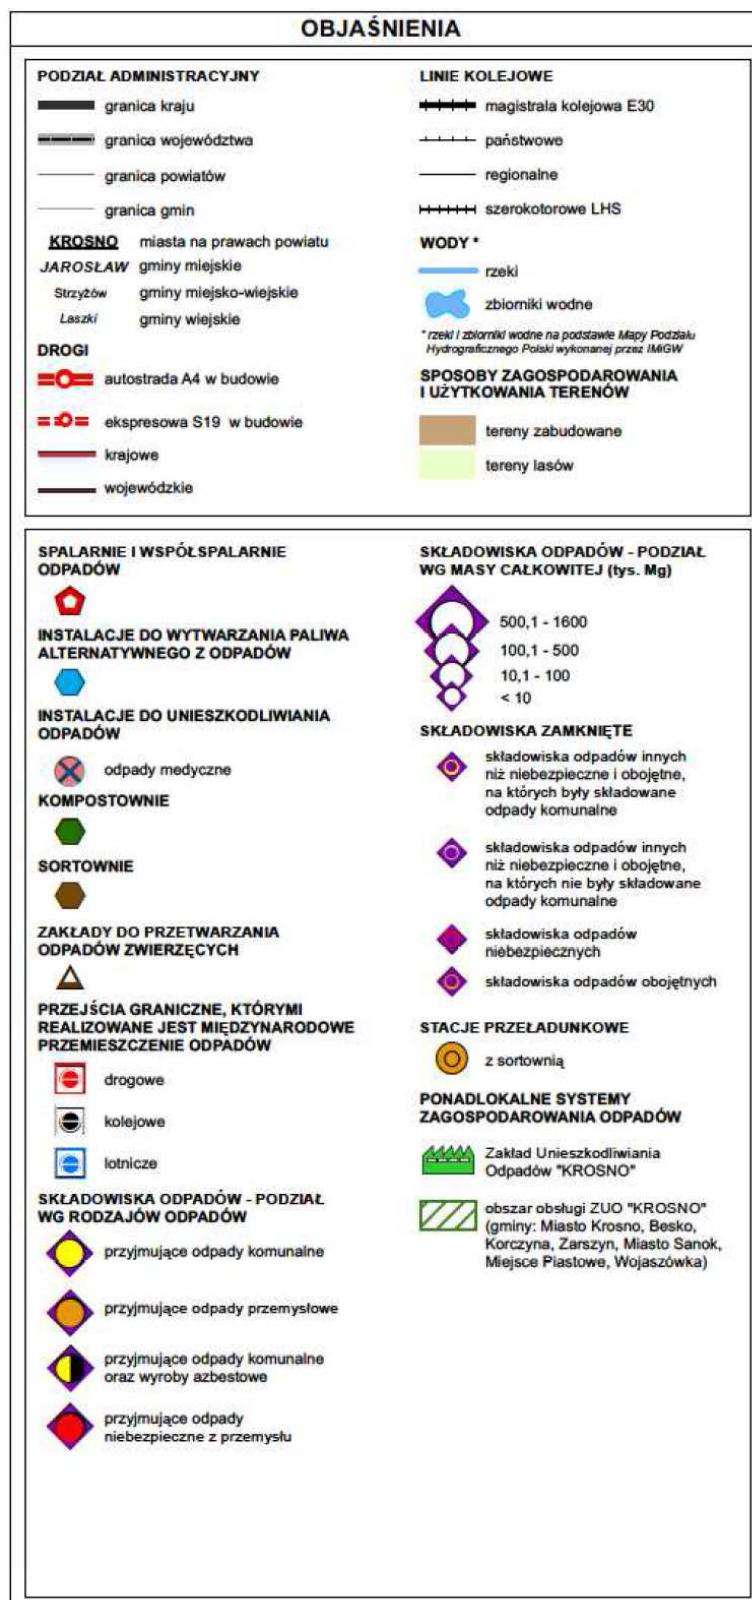 OBJAŚNIENIA
PODZIAŁ ADMINISTRACYJNY
granica kraju
granica województwa
granica powiatów
granica gmin
KROSNO miasta na prawach powiatu
JAROSŁAW gminy miejskie
Strzyżów gminy miejsko-wiejskie
Laszki gminy wiejskie
DROGI
autostrada A4 w budowie
ekspresowa S19 w budowie
krajowe
wojewódzkie
LINIE KOLEJOWE
magistrala kolejowa E30
państwowe
regionalne
szerokotorowe LHS
WODY *
rzeki
zbiorniki wodne
* rzeki i zbiorniki wodne na podstawie Mapy Podziału
Hydrograficznego Polski wykonanej przez IMiGW
SPOSOBY ZAGOSPODAROWANIA
I UŻYTKOWANIA TERENÓW
tereny zabudowane
tereny lasów
SPALARNIE I WSPÓŁSPALARNIE
ODPADÓW
INSTALACJE DO WYTWARZANIA PALIWA
ALTERNATYWNEGO Z ODPADÓW
INSTALACJE DO UNIESZKODLIWIANIA
ODPADÓW
odpady medyczne
KOMPOSTOWNIE
SORTOWNIE
ZAKŁADY DO PRZETWARZANIA
ODPADÓW ZWIERZĘCYCH
PRZEJŚCIA GRANICZNE, KTÓRYMI
REALIZOWANE JEST MIĘDZYNARODOWE
PRZEMIESZCZENIE ODPADÓW
drogowe
kolejowe
lotnicze
SKŁADOWISKA ODPADÓW - PODZIAŁ
WG RODZAJÓW ODPADÓW
przyjmujące odpady komunalne
przyjmujące odpady przemysłowe
przyjmujące odpady komunalne
oraz wyroby azbestowe
przyjmujące odpady
niebezpieczne z przemysłu
SKŁADOWISKA ODPADÓW - PODZIAŁ
WG MASY CAŁKOWITEJ (tys. Mg)
500,1 - 1600
100,1 - 500
10,1 - 100
< 10
SKŁADOWISKA ZAMKNIĘTE
składowiska odpadów innych
niż niebezpieczne i obojętne,
na których były składowane
odpady komunalne
składowiska odpadów innych
niż niebezpieczne i obojętne,
na których nie były składowane
odpady komunalne
składowiska odpadów
niebezpiecznych
składowiska odpadów obojętnych
STACJE PRZEŁADUNKOWE
z sortownią
PONADLOKALNE SYSTEMY
ZAGOSPODAROWANIA ODPADÓW
Zakład Unieszkodliwiania
Odpadów "KROSNO"
obszar obsługi ZUO "KROSNO"
(gminy: Miasto Krosno, Besko,
Korczyna, Zarszyn, Miasto Sanok,
Miejsce Piastowe, Wojaszówka)